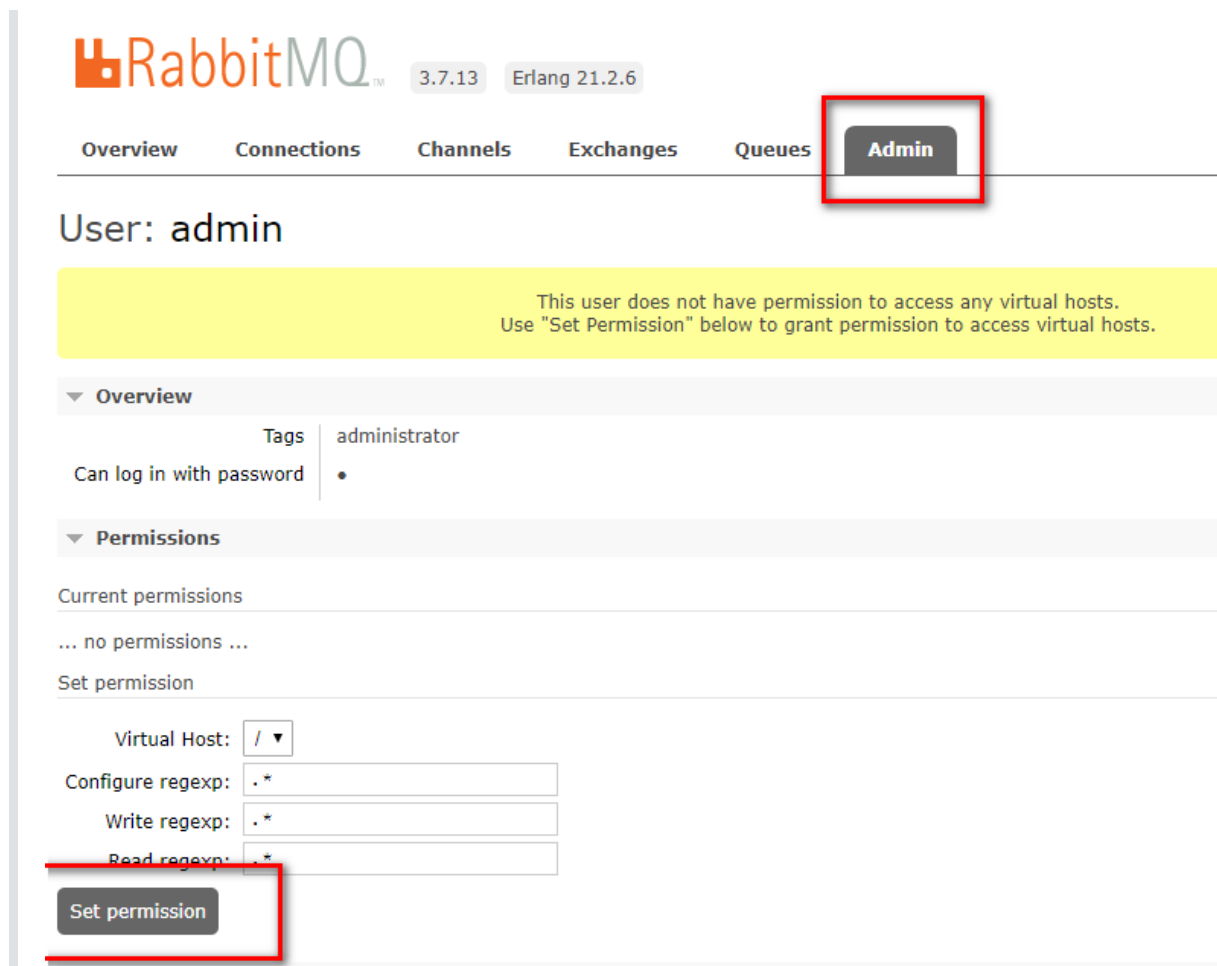 RabbitMQ TM 3.7.13 Erlang 21.2.6
Overview Connections Channels Exchanges Queues Admin
User: admin
This user does not have permission to access any virtual hosts.
Use "Set Permission" below to grant permission to access virtual hosts.
Overview
Tags administrator
Can log in with password •
Permissions
Current permissions
... no permissions ...
Set permission
Virtual Host: / ▼
Configure regexp: .*
Write regexp: .*
Read regexp: .*
Set permission